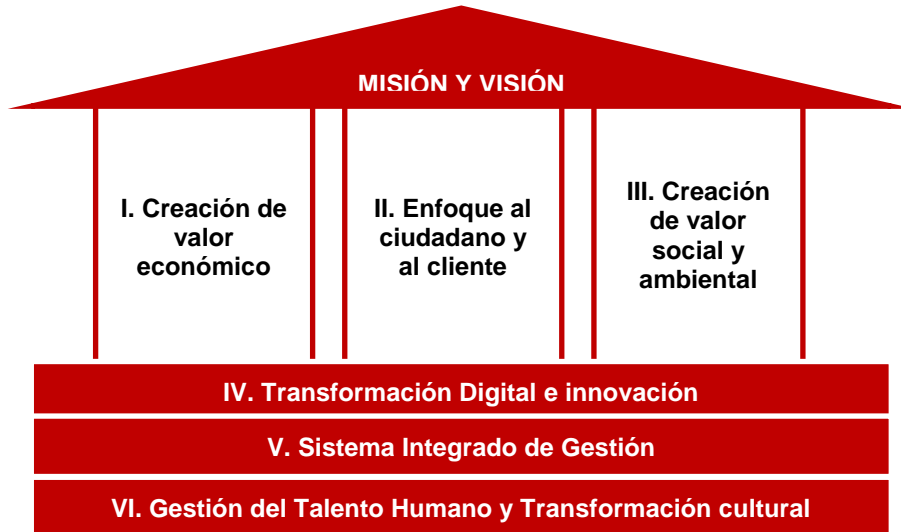 MISIÓN Y VISIÓN
I. Creación de
valor
económico
II. Enfoque al
ciudadano y
al cliente
III. Creación
de valor
social y
ambiental
IV. Transformación Digital e innovación
V. Sistema Integrado de Gestión
VI. Gestión del Talento Humano y Transformación cultural